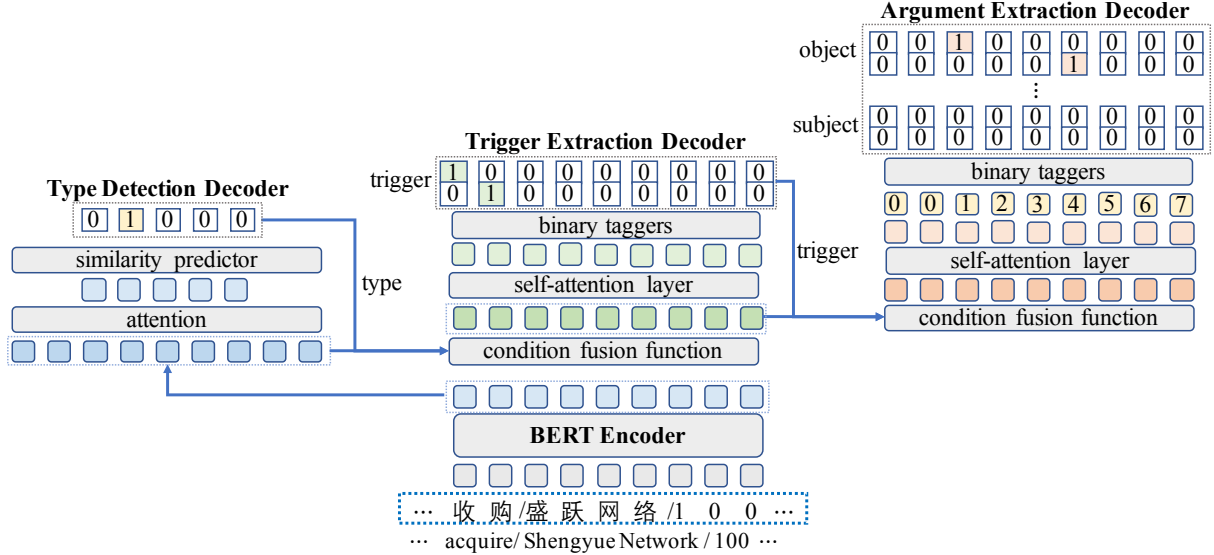 Argument Extraction Decoder
object 0 0 1 0 0 0 0 0 0
0 0 0 0 0 1 0 0 0
⋮
subject 0 0 0 0 0 0 0 0 0
0 0 0 0 0 0 0 0 0
binary taggers
0 0 1 2 3 4 5 6 7
self-attention layer
condition fusion function
Trigger Extraction Decoder
trigger 1 0 0 0 0 0 0 0 0
0 1 0 0 0 0 0 0 0
binary taggers
trigger
self-attention layer
condition fusion function
Type Detection Decoder
0 1 0 0 0
similarity predictor
type
attention
BERT Encoder
··· 收 购 /盛 跃 网 络 /1 0 0 ···
··· acquire/ Shengyue Network / 100 ···